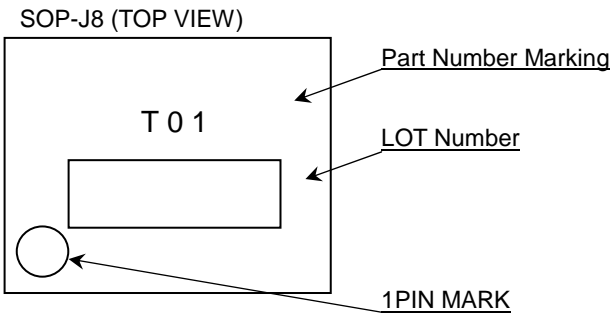 SOP-J8 (TOP VIEW)
Part Number Marking
T 0 1
LOT Number
1PIN MARK